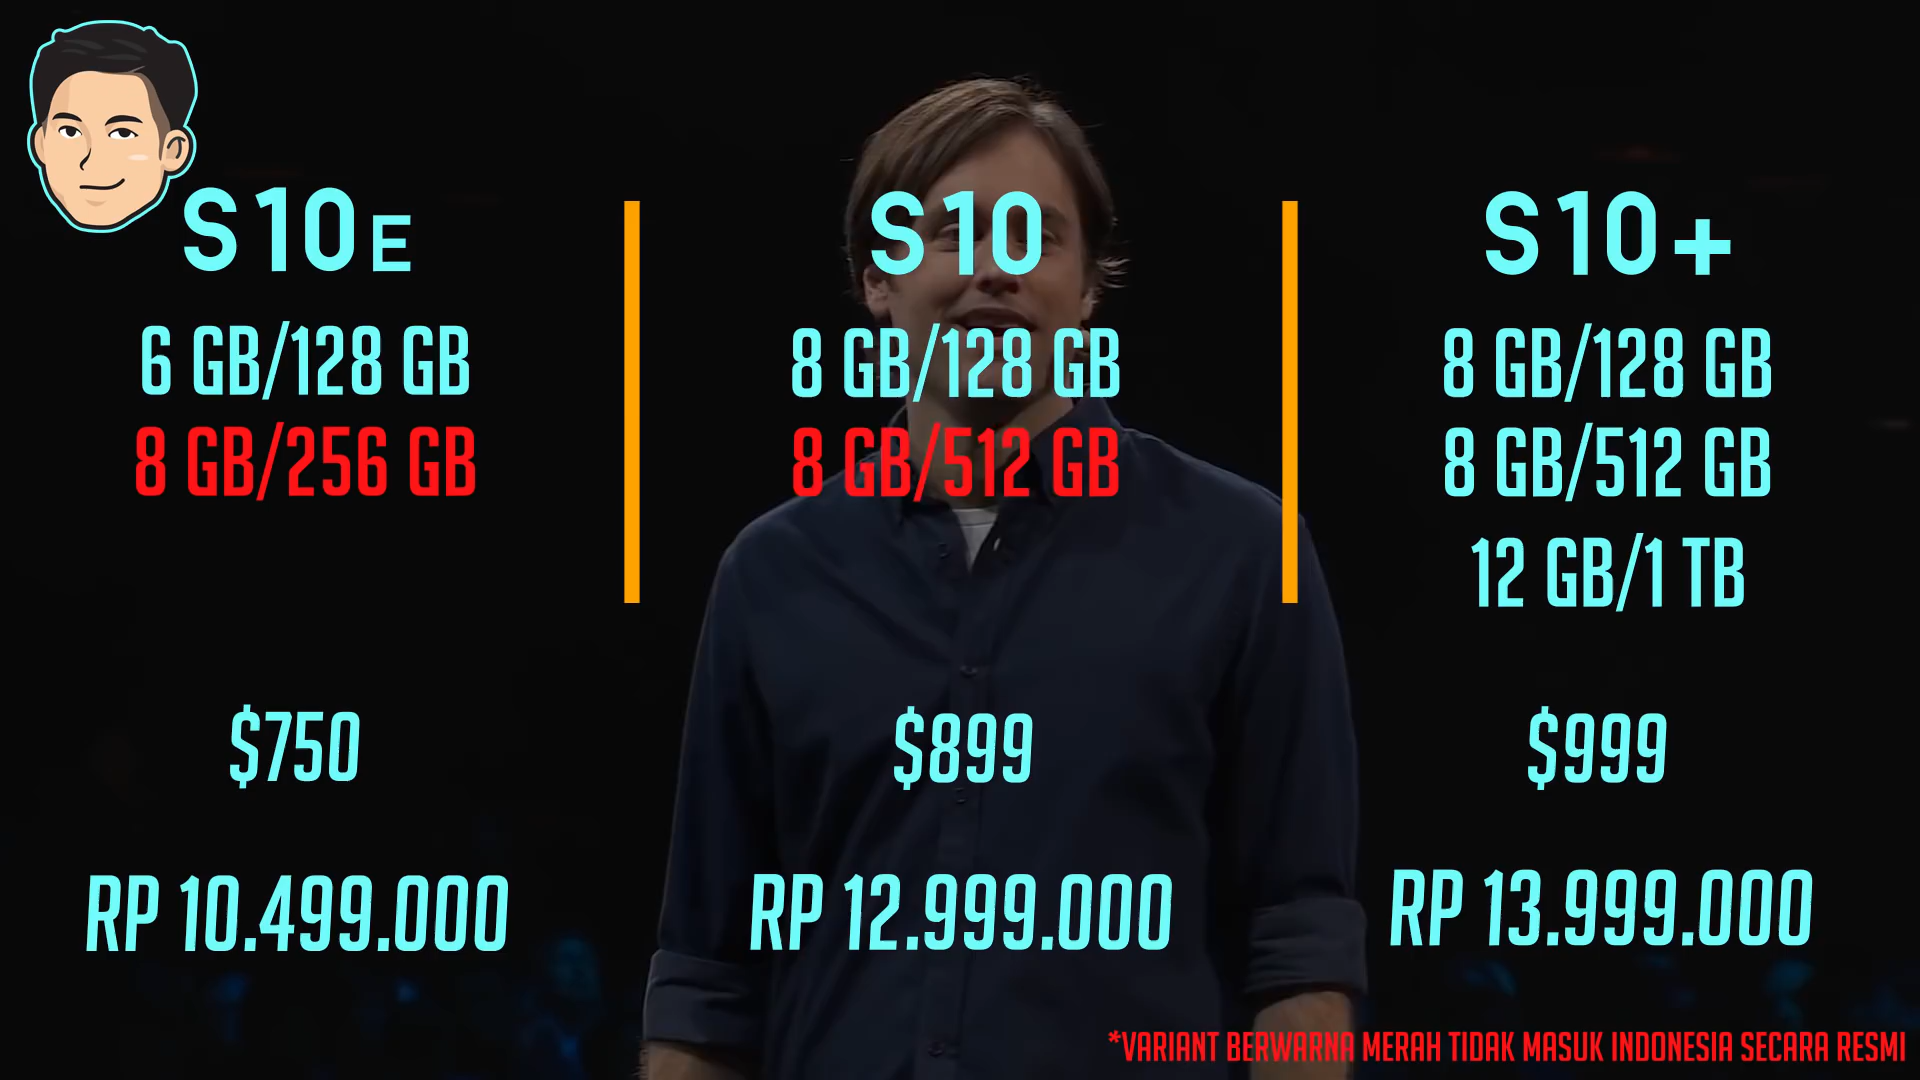 S10E
6 GB/128 GB
8 GB/256 GB
$750
RP 10.499.000
S10
8 GB/128 GB
8 GB/512 GB
$899
RP 12.999.000
S10+
8 GB/128 GB
8 GB/512 GB
12 GB/1 TB
$999
RP 13.999.000
*VARIANT BERWARNA MERAH TIDAK MASUK INDONESIA SECARA RESMI